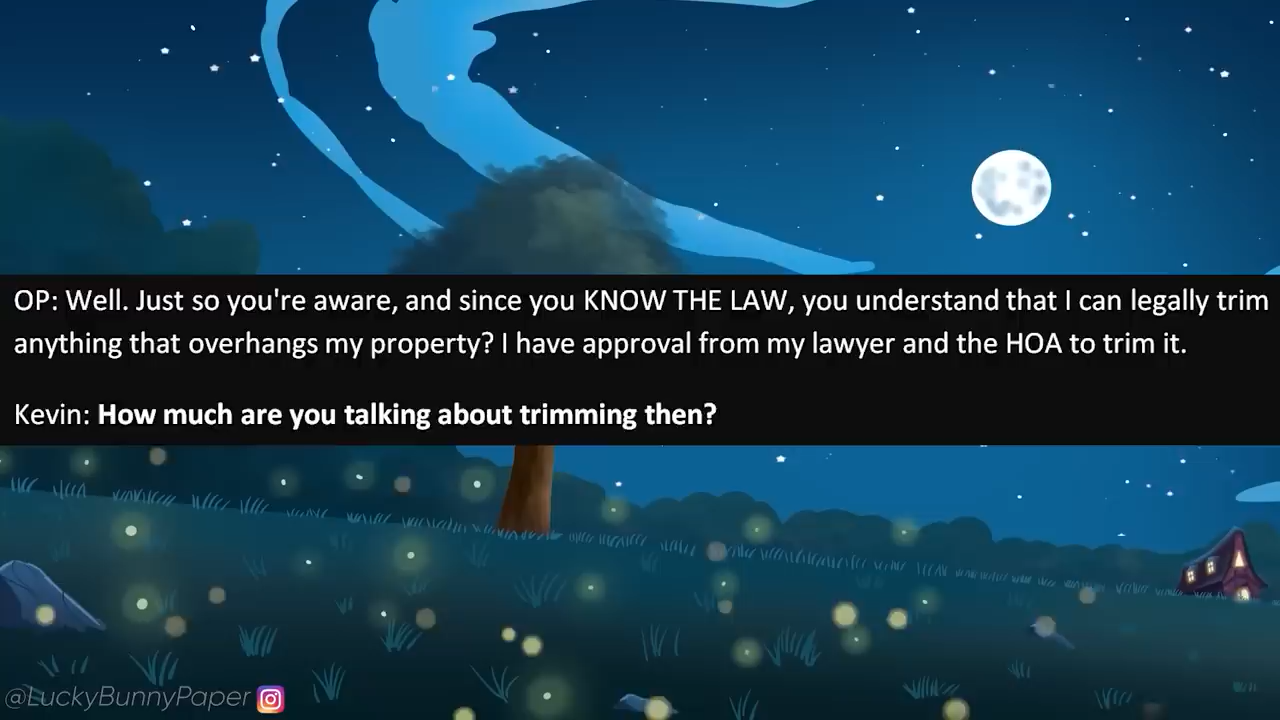 OP: Well. Just so you're aware, and since you KNOW THE LAW, you understand that I can legally trim
anything that overhangs my property? I have approval from my lawyer and the HOA to trim it.
Kevin: How much are you talking about trimming then?
@LuckyBunnyPaper